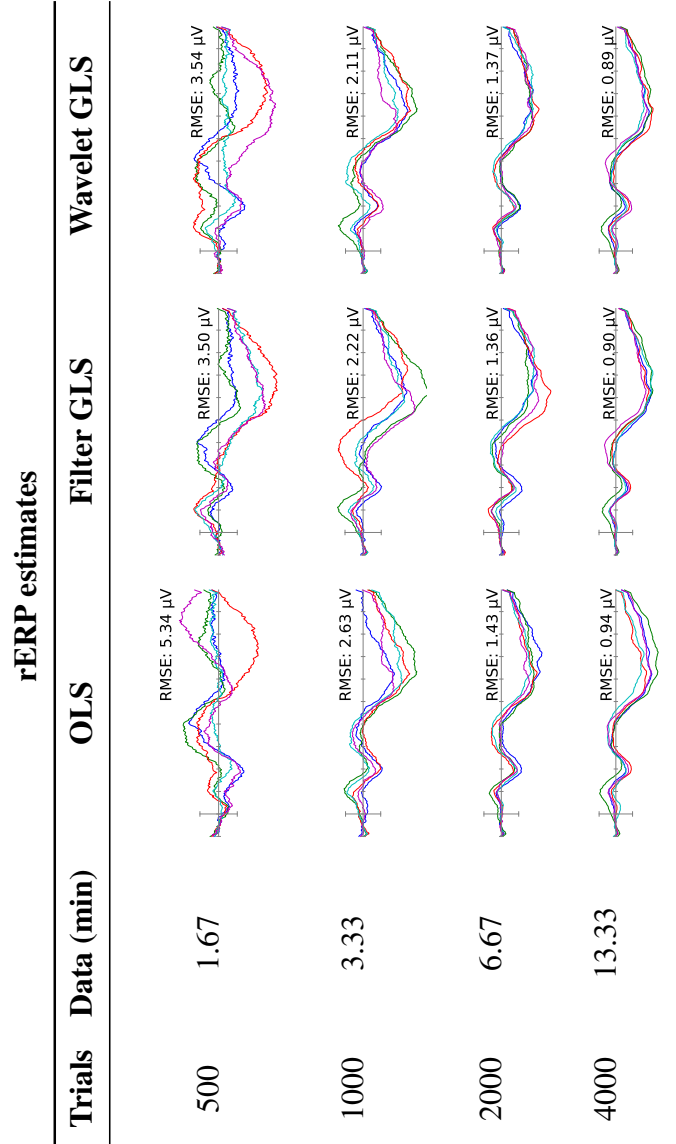 rERP estimates
Trials Data (min) OLS Filter GLS Wavelet GLS
500 1.67 RMSE: 5.34 µV RMSE: 3.50 µV RMSE: 3.54 µV
1000 3.33 RMSE: 2.63 µV RMSE: 2.22 µV RMSE: 2.11 µV
2000 6.67 RMSE: 1.43 µV RMSE: 1.36 µV RMSE: 1.37 µV
4000 13.33 RMSE: 0.94 µV RMSE: 0.90 µV RMSE: 0.89 µV